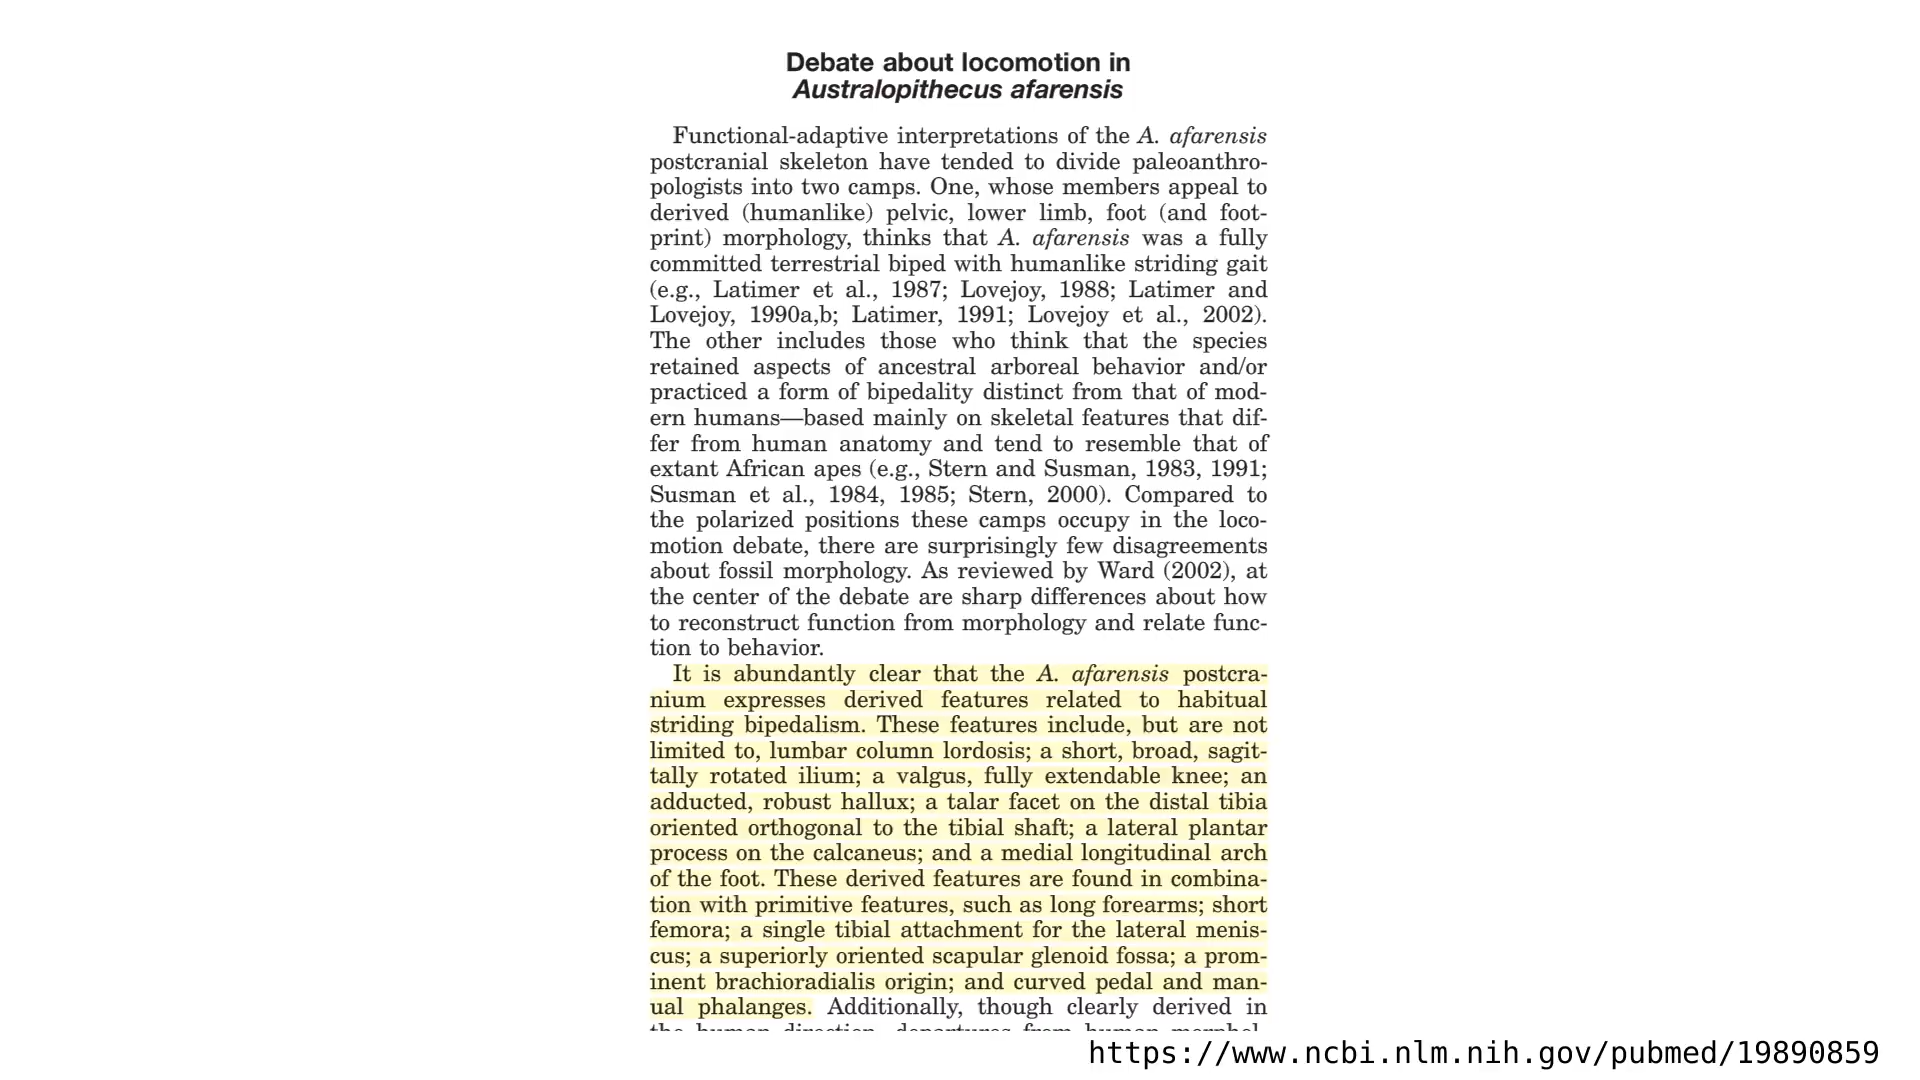 Debate about locomotion in
Australopithecus afarensis
Functional-adaptive interpretations of the A. afarensis
postcranial skeleton have tended to divide paleoanthro-
pologists into two camps. One, whose members appeal to
derived (humanlike) pelvic, lower limb, foot (and foot-
print) morphology, thinks that A. afarensis was a fully
committed terrestrial biped with humanlike striding gait
(e.g., Latimer et al., 1987; Lovejoy, 1988; Latimer and
Lovejoy, 1990a,b; Latimer, 1991; Lovejoy et al., 2002).
The other includes those who think that the species
retained aspects of ancestral arboreal behavior and/or
practiced a form of bipedality distinct from that of mod-
ern humans—based mainly on skeletal features that dif-
fer from human anatomy and tend to resemble that of
extant African apes (e.g., Stern and Susman, 1983, 1991;
Susman et al., 1984, 1985; Stern, 2000). Compared to
the polarized positions these camps occupy in the loco-
motion debate, there are surprisingly few disagreements
about fossil morphology. As reviewed by Ward (2002), at
the center of the debate are sharp differences about how
to reconstruct function from morphology and relate func-
tion to behavior.
It is abundantly clear that the A. afarensis postcra-
nium expresses derived features related to habitual
striding bipedalism. These features include, but are not
limited to, lumbar column lordosis; a short, broad, sagit-
tally rotated ilium; a valgus, fully extendable knee; an
adducted, robust hallux; a talar facet on the distal tibia
oriented orthogonal to the tibial shaft; a lateral plantar
process on the calcaneus; and a medial longitudinal arch
of the foot. These derived features are found in combina-
tion with primitive features, such as long forearms; short
femora; a single tibial attachment for the lateral menis-
cus; a superiorly oriented scapular glenoid fossa; a prom-
inent brachioradialis origin; and curved pedal and man-
ual phalanges. Additionally, though clearly derived in
the human direction, departures from human morphol-
https://www.ncbi.nlm.nih.gov/pubmed/19890859